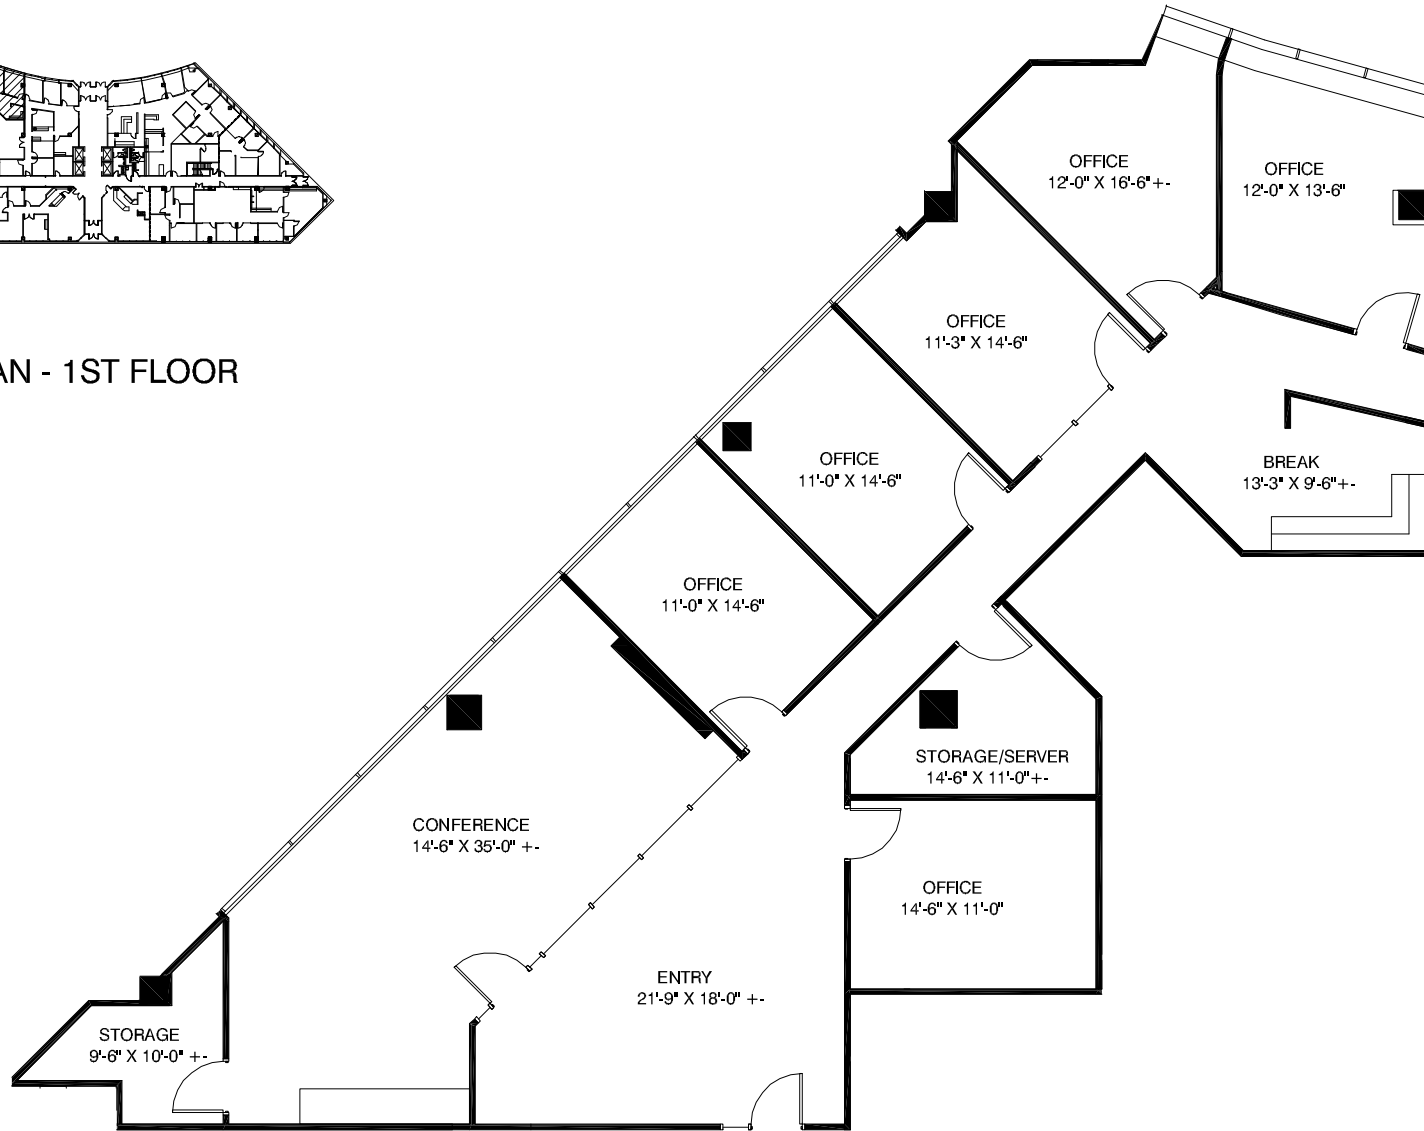 AN - 1ST FLOOR
OFFICE
12'-0" X 16'-6"+-
OFFICE
12'-0" X 13'-6"
OFFICE
11'-3" X 14'-6"
OFFICE
11'-0" X 14'-6"
BREAK
13'-3" X 9'-6"+-
OFFICE
11'-0" X 14'-6"
STORAGE/SERVER
14'-6" X 11'-0"+-
CONFERENCE
14'-6" X 35'-0" +-
OFFICE
14'-6" X 11'-0"
ENTRY
21'-9" X 18'-0" +-
STORAGE
9'-6" X 10'-0" +-